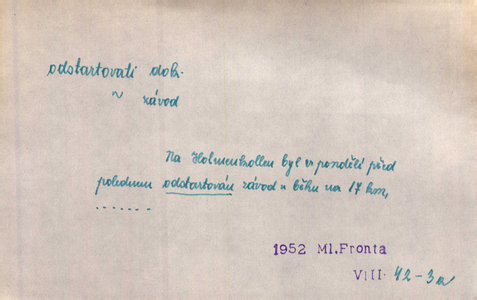 odstartovati dok.
~ závod
Na Holmenkollen byl v pondělí před
polednem odstartován závod v běhu na 17 km,
.......
1952 Ml.Fronta
VIII. 42-3a